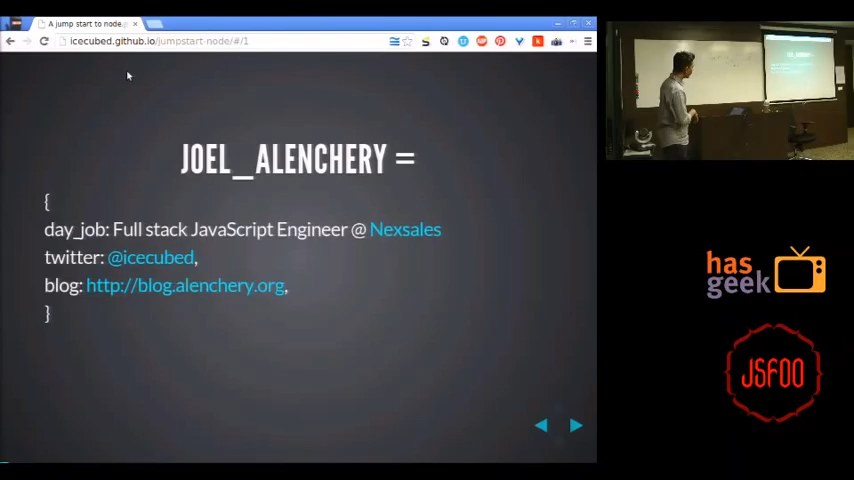 A jump start to node.
icecubed.github.io/jumpstart-node/#/1
JOEL_ALENCHERY =
{
day_job: Full stack JavaScript Engineer @ Nexsales
twitter: @icecubed,
blog: http://blog.alenchery.org,
}
has
geek
JSFOO